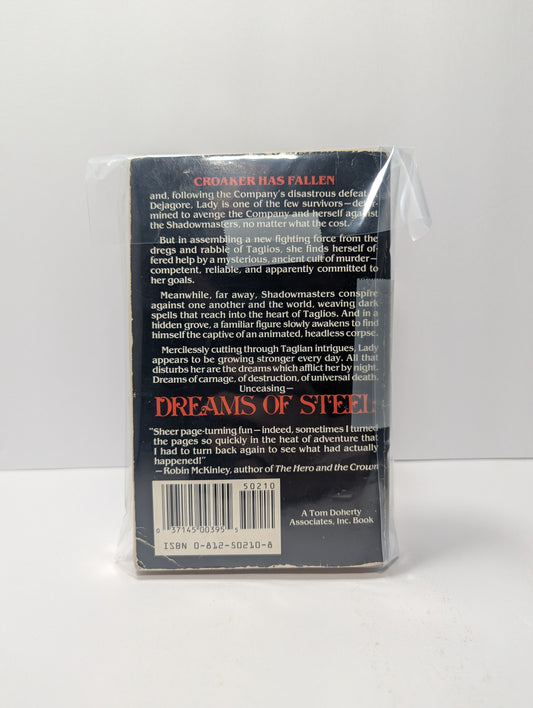 CROAKER HAS FALLEN
and, following the Company's disastrous defeat at
Dejagore, Lady is one of the few survivors—deter-
mined to avenge the Company and herself against
the Shadowmasters, no matter what the cost.
But in assembling a new fighting force from the
dregs and rabble of Taglios, she finds herself of-
fered help by a mysterious, ancient cult of murder—
competent, reliable, and apparently committed to
her goals.
Meanwhile, far away, Shadowmasters conspire
against one another and the world, weaving dark
spells that reach into the heart of Taglios. And in a
hidden grove, a familiar figure slowly awakens to find
himself the captive of an animated, headless corpse.
Mercilessly cutting through Taglian intrigues, Lady
appears to be growing stronger every day. All that
disturbs her are the dreams which afflict her by night.
Dreams of carnage, of destruction, of universal death.
Unceasing—
DREAMS OF STEEL
"Sheer page-turning fun—indeed, sometimes I turned
the pages so quickly in the heat of adventure that
I had to turn back again to see what had actually
happened!"
—Robin McKinley, author of The Hero and the Crown
50210
0 37145 00395 5
ISBN 0-812-50210-8
A Tom Doherty
Associates, Inc. Book